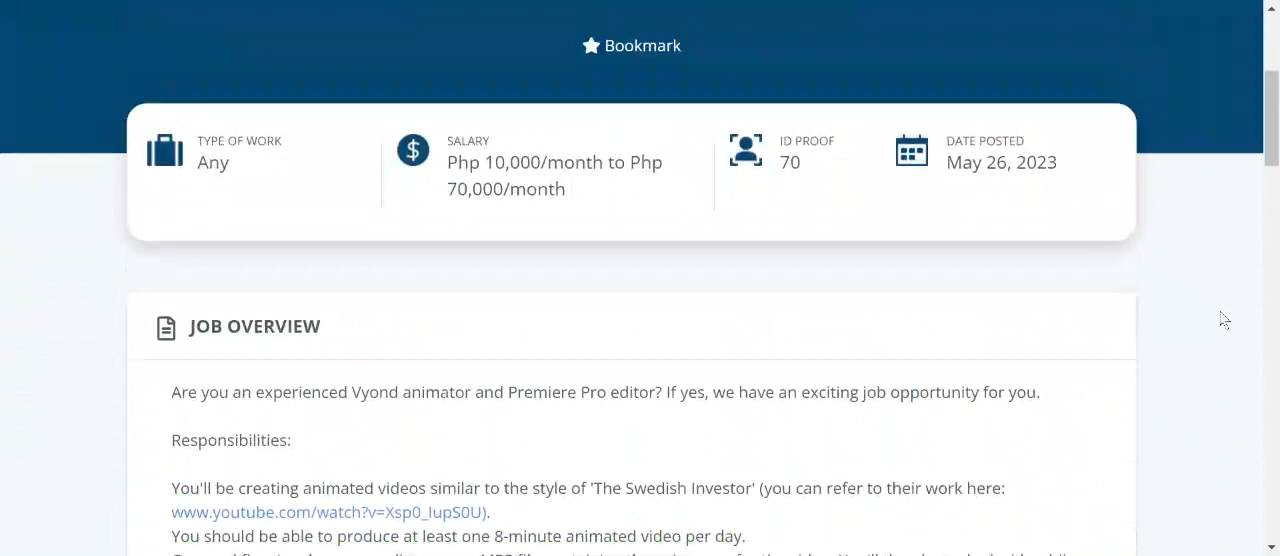 Bookmark
TYPE OF WORK
Any
SALARY
Php 10,000/month to Php
70,000/month
ID PROOF
70
DATE POSTED
May 26, 2023
JOB OVERVIEW
Are you an experienced Vyond animator and Premiere Pro editor? If yes, we have an exciting job opportunity for you.
Responsibilities:
You'll be creating animated videos similar to the style of 'The Swedish Investor' (you can refer to their work here:
www.youtube.com/watch?v=Xsp0_IupS0U).
You should be able to produce at least one 8-minute animated video per day.